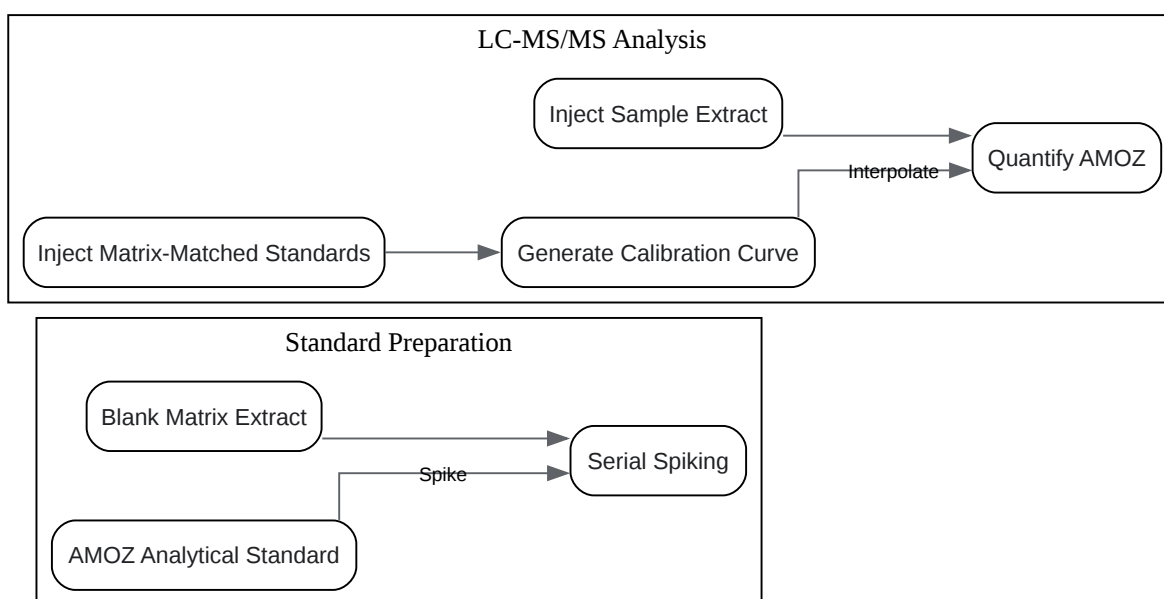 LC-MS/MS Analysis
Inject Sample Extract
Quantify AMOZ
Interpolate
Inject Matrix-Matched Standards
Generate Calibration Curve
Standard Preparation
Blank Matrix Extract
Serial Spiking
Spike
AMOZ Analytical Standard